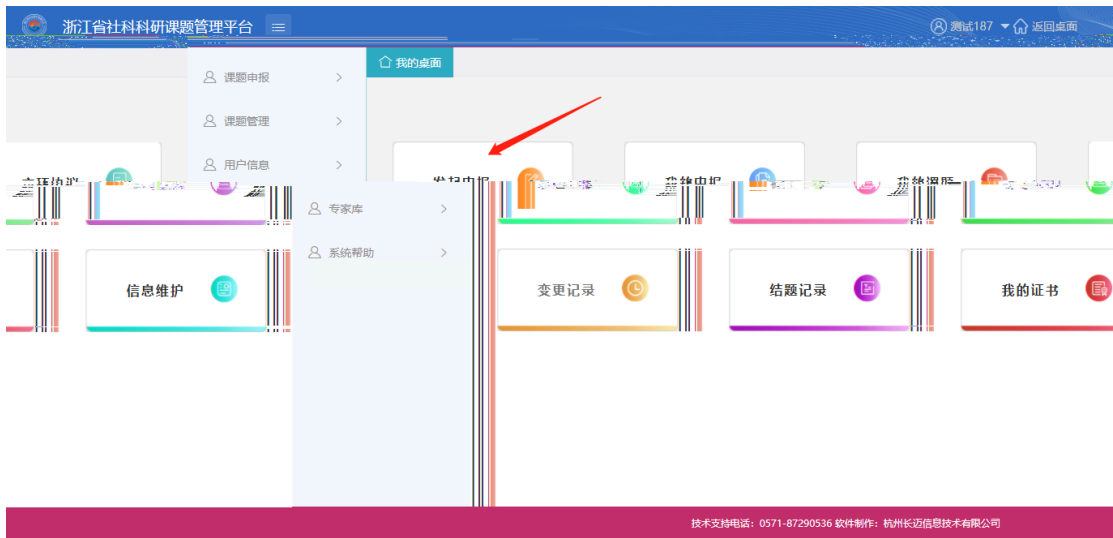 浙江省社科科研课题管理平台
测试187 返回桌面
我的桌面
课题申报
课题管理
用户信息
专家库
系统帮助
信息维护
变更记录
结题记录
我的证书
技术支持电话：0571-87290536 软件制作：杭州长迈信息技术有限公司